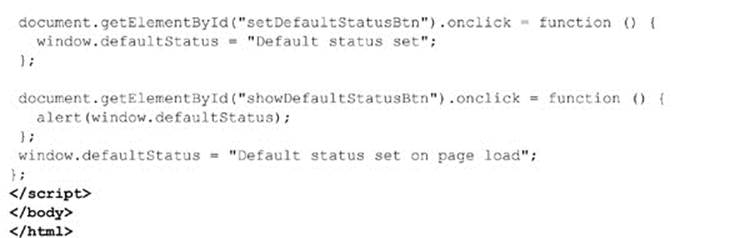 document.getElementById("setDefaultStatusBtn").onclick = function () {
window.defaultStatus = "Default status set";
};
document.getElementById("showDefaultStatusBtn").onclick = function () {
alert(window.defaultStatus);
};
window.defaultStatus = "Default status set on page load";
};
</script>
</body>
</html>